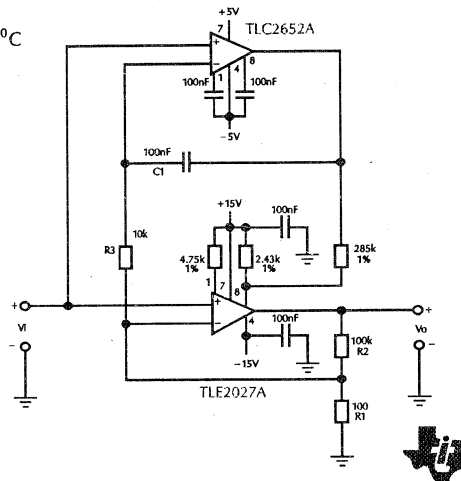 ⁰C
+5V
7
TLC2652A
+
−
1
4
8
100nF
100nF
−5V
100nF
C1
+15V
100nF
R3
10k
4.75k
1%
7
2.43k
1%
285k
1%
1
8
+
−
4
100nF
+
VI
−
+
Vo
−
100k
R2
−15V
TLE2027A
100
R1